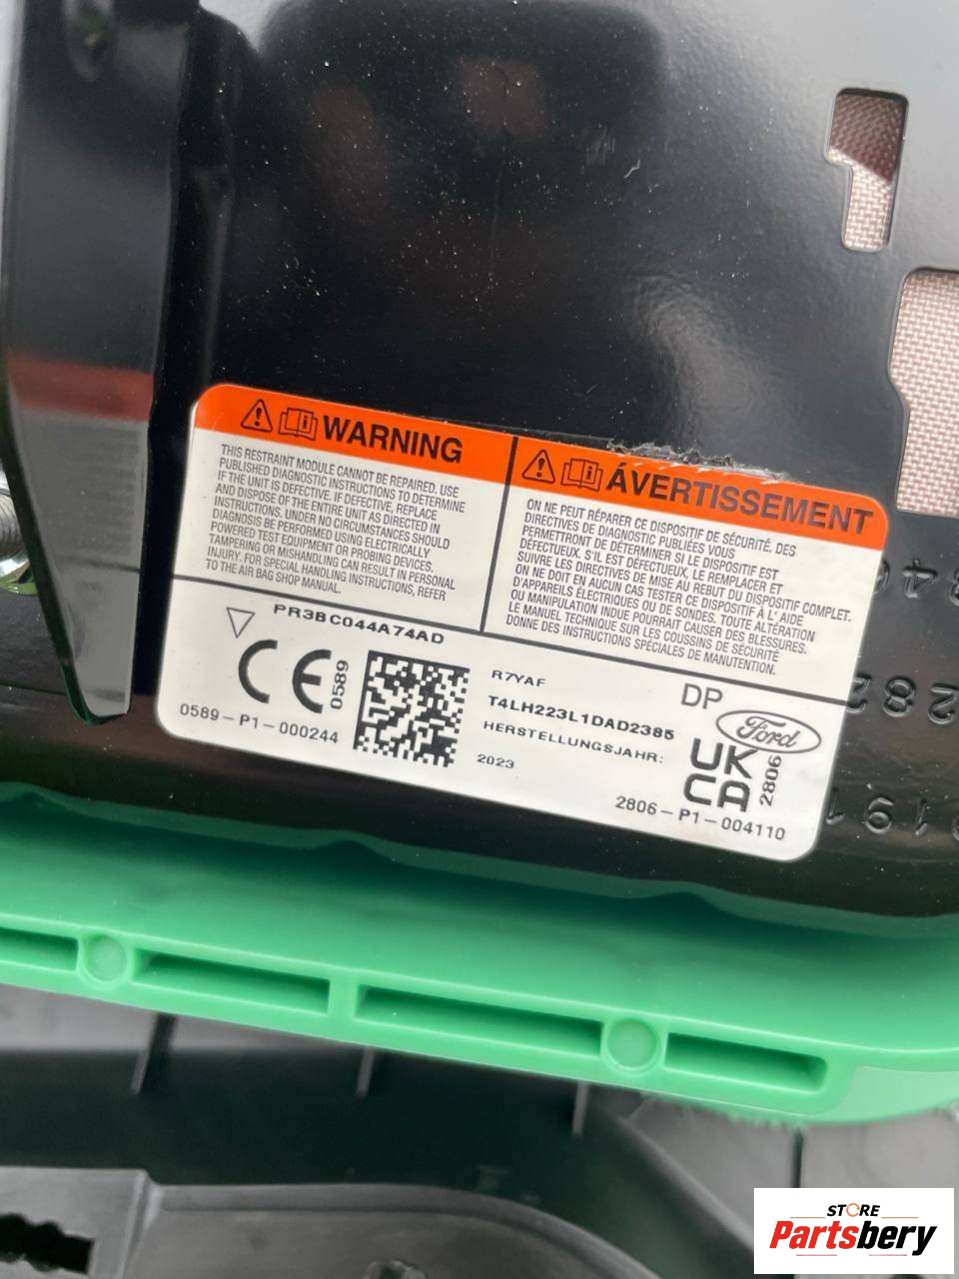 WARNING
THIS RESTRAINT MODULE CANNOT BE REPAIRED. USE
PUBLISHED DIAGNOSTIC INSTRUCTIONS TO DETERMINE
IF THE UNIT IS DEFECTIVE. IF DEFECTIVE, REPLACE
AND DISPOSE OF THE ENTIRE UNIT AS DIRECTED IN
INSTRUCTIONS. UNDER NO CIRCUMSTANCES SHOULD
DIAGNOSIS BE PERFORMED USING ELECTRICALLY
POWERED TEST EQUIPMENT OR PROBING DEVICES.
TAMPERING OR MISHANDLING CAN RESULT IN PERSONAL
INJURY. FOR SPECIAL HANDLING INSTRUCTIONS, REFER
TO THE AIR BAG SHOP MANUAL.
ÁVERTISSEMENT
ON NE PEUT RÉPARER CE DISPOSITIF DE SÉCURITÉ. DES
DIRECTIVES DE DIAGNOSTIC PUBLIÉES VOUS
PERMETTRONT DE DÉTERMINER SI LE DISPOSITIF EST
DÉFECTUEUX. S'IL EST DÉFECTUEUX, LE REMPLACER ET
SUIVRE LES DIRECTIVES DE MISE AU REBUT DU DISPOSITIF COMPLET.
ON NE DOIT EN AUCUN CAS TESTER CE DISPOSITIF À L' AIDE
D'APPAREILS ÉLECTRIQUES OU DE SONDES. TOUTE ALTÉRATION
OU MANIPULATION INDUE POURRAIT CAUSER DES BLESSURES.
LE MANUEL TECHNIQUE SUR LES COUSSINS DE SÉCURITÉ
DONNE DES INSTRUCTIONS SPÉCIALES DE MANUTENTION.
PR3B C044A74AD
CE 0589
0589-P1-000244
R7YAF
T4LH223L1DAD2385
HERSTELLUNGSJAHR:
2023
DP
Ford
UK
CA
2806
2806-P1-004110
STORE
Partsbery